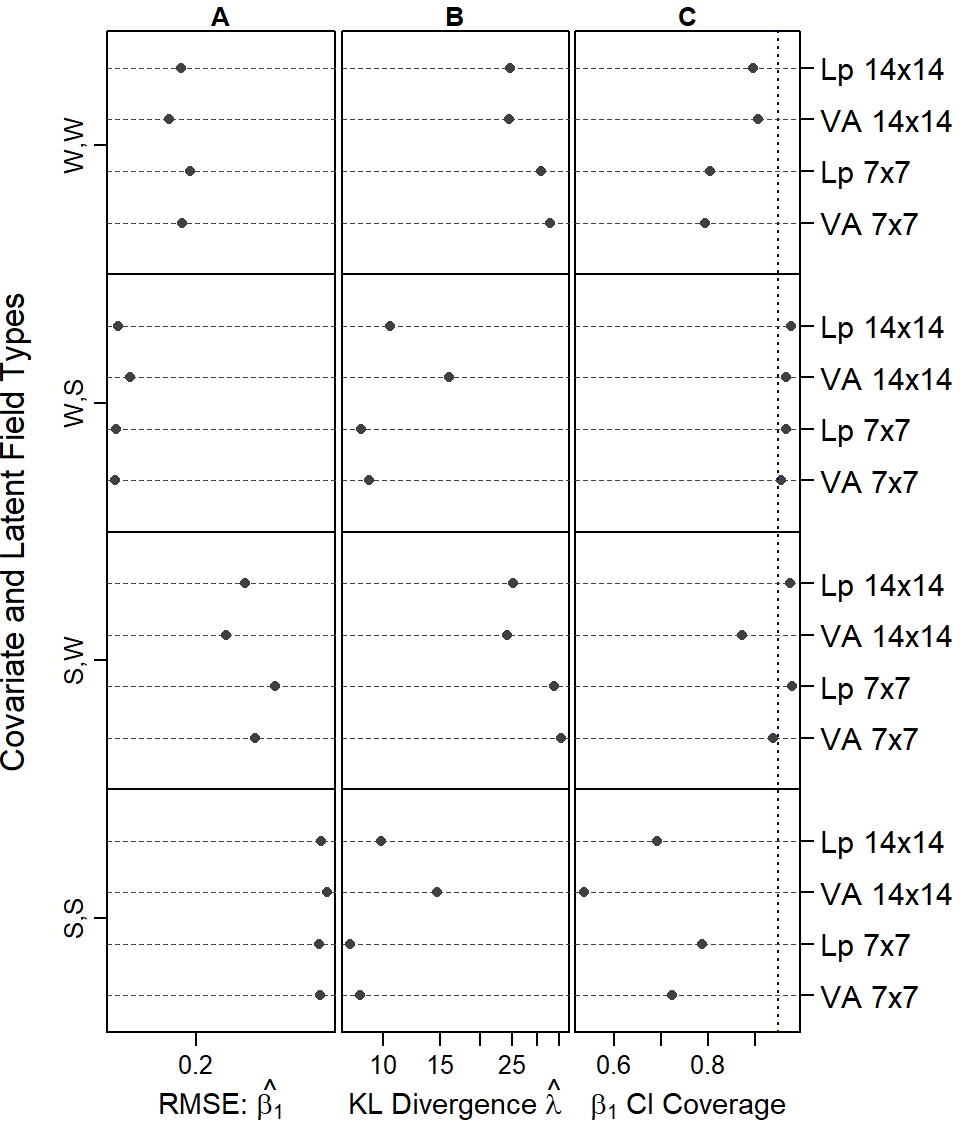 A B C
Covariate and Latent Field Types
W,W
Lp 14x14
VA 14x14
Lp 7x7
VA 7x7
W,S
Lp 14x14
VA 14x14
Lp 7x7
VA 7x7
S,W
Lp 14x14
VA 14x14
Lp 7x7
VA 7x7
S,S
Lp 14x14
VA 14x14
Lp 7x7
VA 7x7
0.2 10 15 25 0.6 0.8
RMSE: β̂₁ KL Divergence λ̂ β₁ CI Coverage